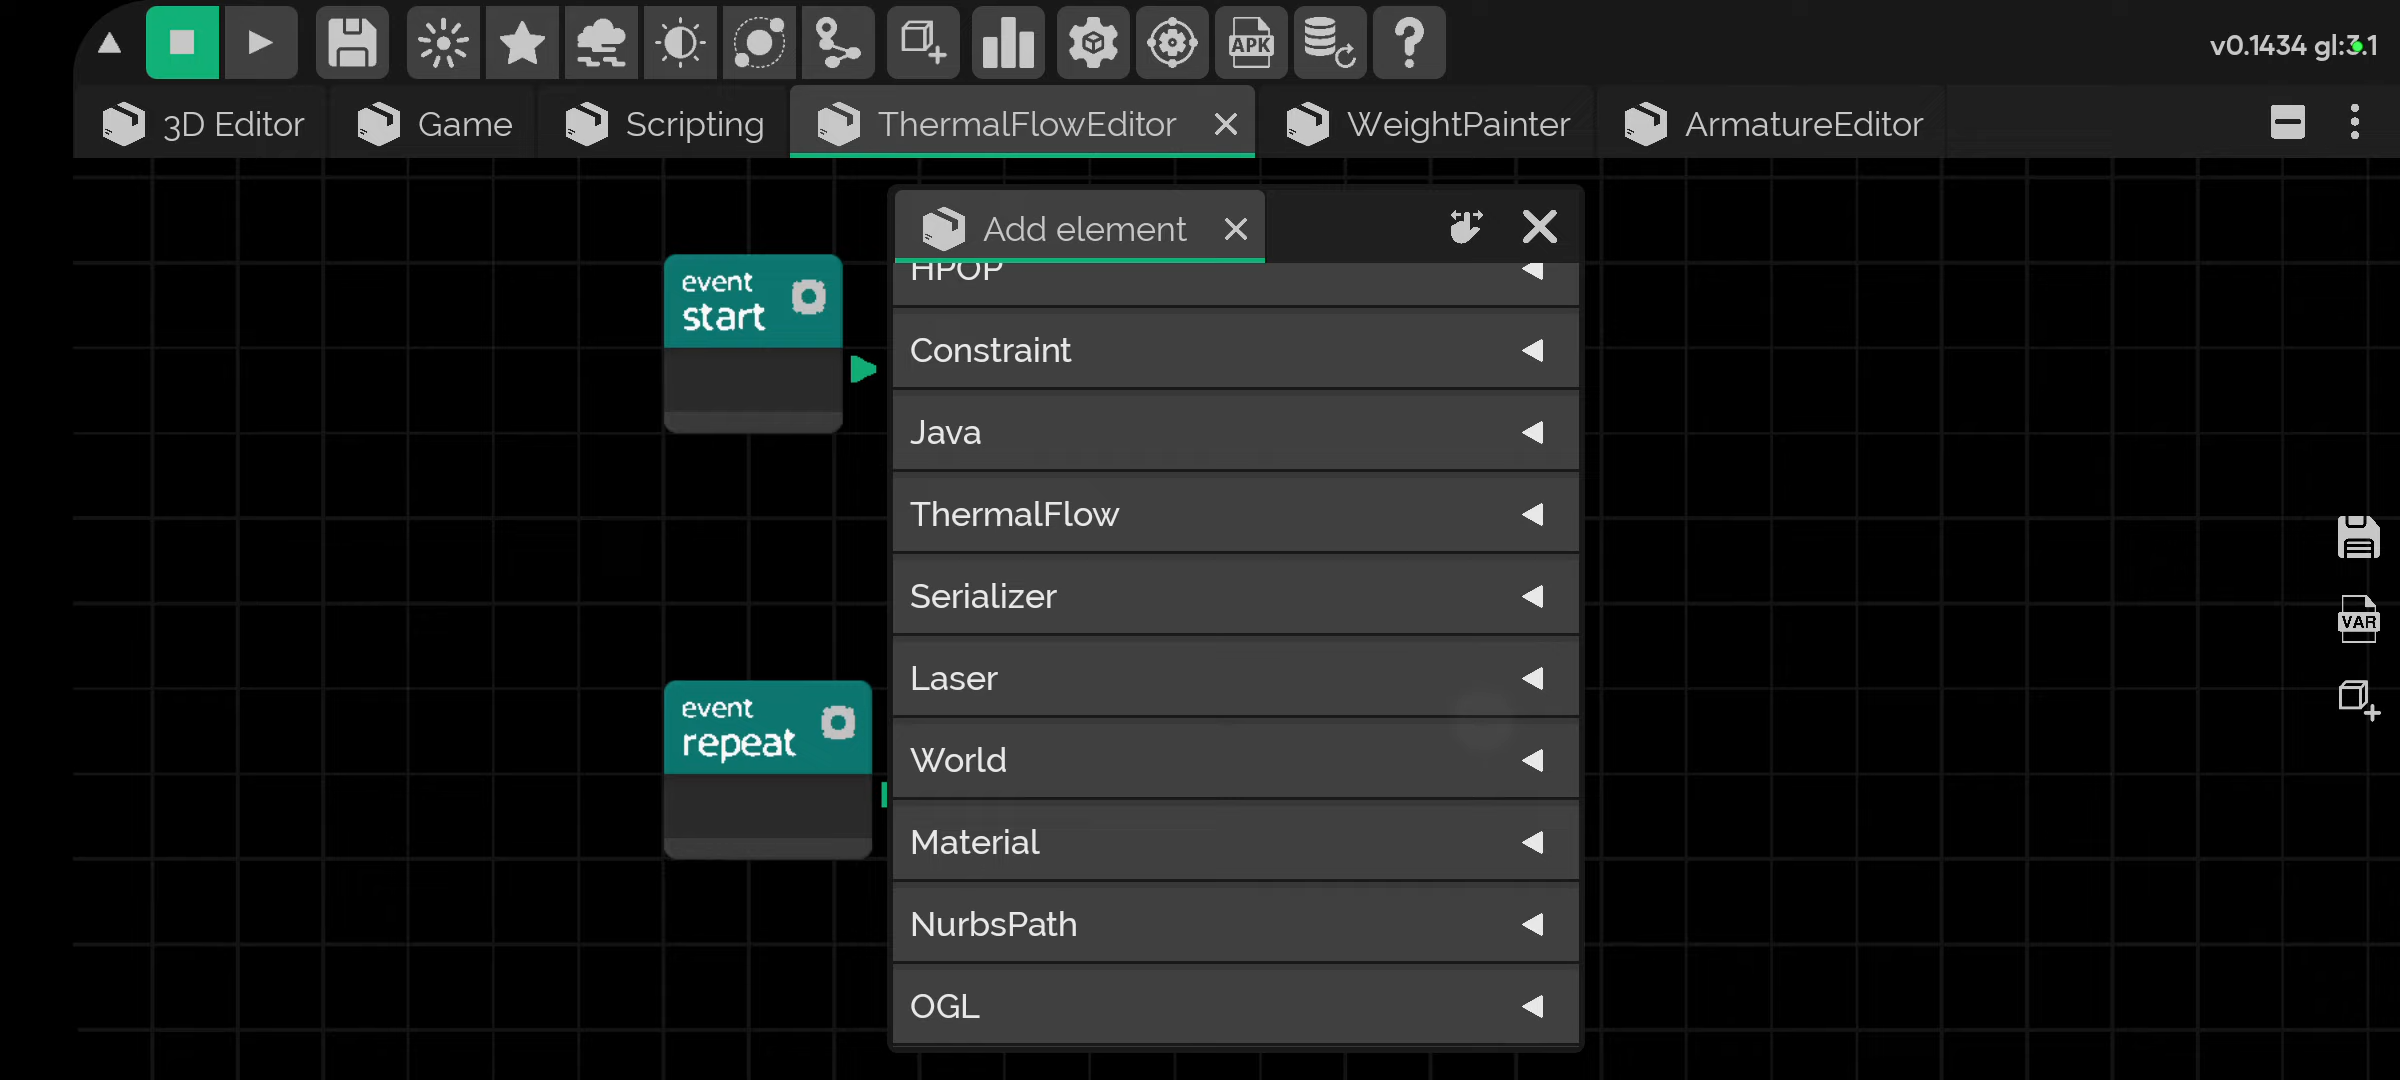 APK
?
v0.1434 gl:3.1
3D Editor
Game
Scripting
ThermalFlowEditor
WeightPainter
ArmatureEditor
Add element
event
start
event
repeat
HPOP
Constraint
Java
ThermalFlow
Serializer
Laser
World
Material
NurbsPath
OGL
VAR